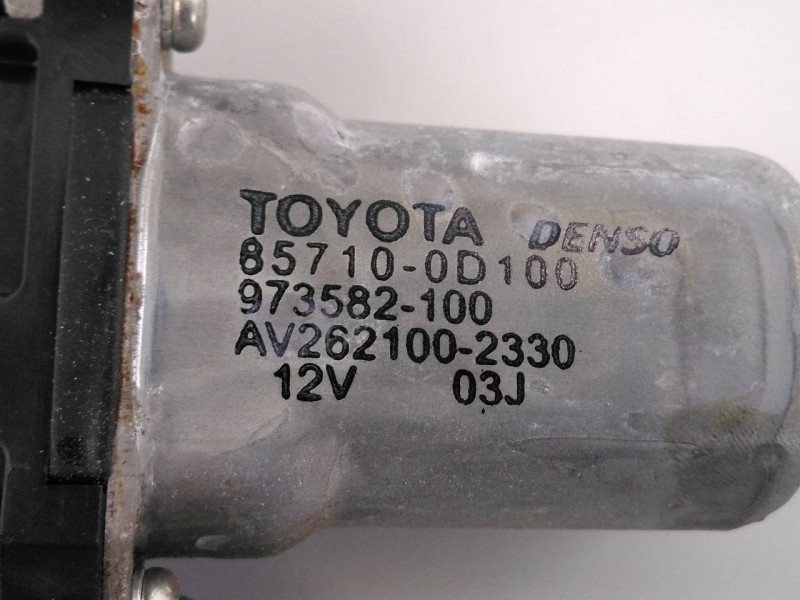 TOYOTA DENSO
85710-0D100
973582-100
AV262100-2330
12V 03J